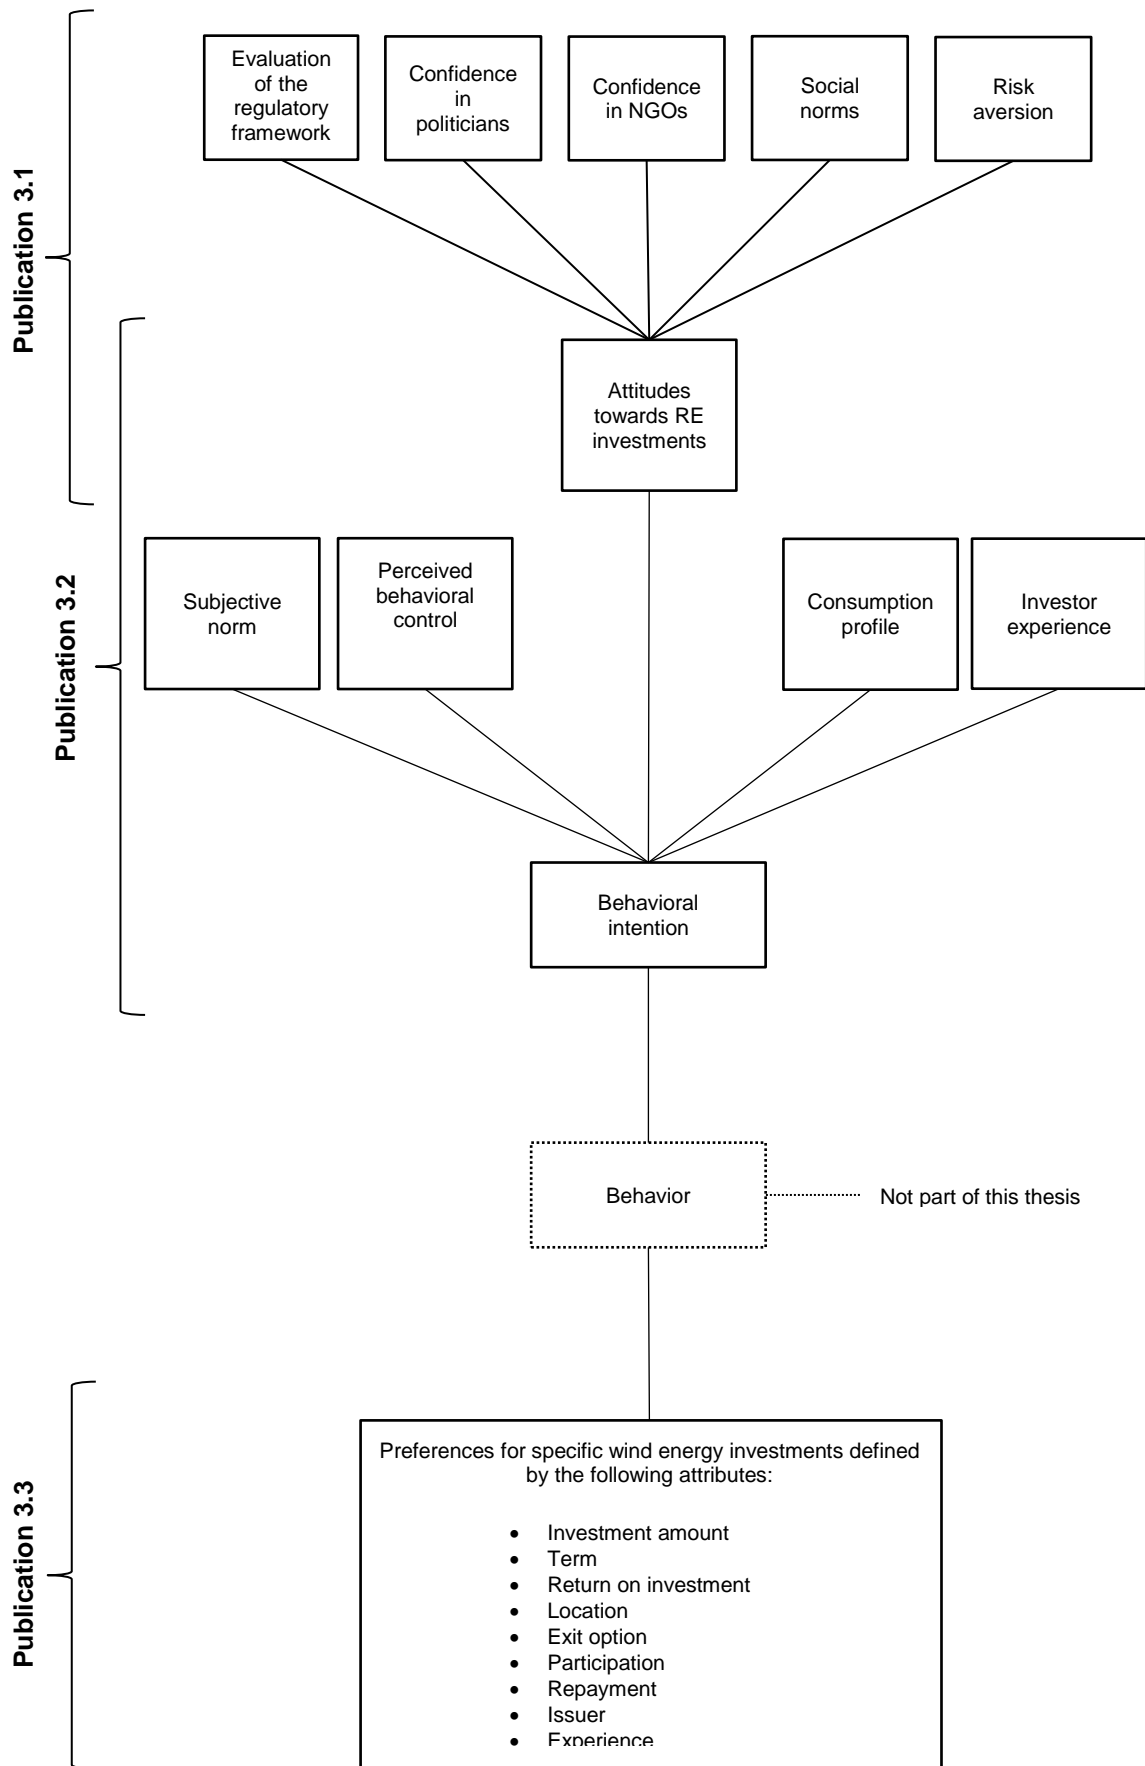 Publication 3.1
Evaluation
of the
regulatory
framework
Confidence
in
politicians
Confidence
in NGOs
Social
norms
Risk
aversion
Attitudes
towards RE
investments
Publication 3.2
Subjective
norm
Perceived
behavioral
control
Consumption
profile
Investor
experience
Behavioral
intention
Behavior
Not part of this thesis
Publication 3.3
Preferences for specific wind energy investments defined
by the following attributes:
• Investment amount
• Term
• Return on investment
• Location
• Exit option
• Participation
• Repayment
• Issuer
• Experience